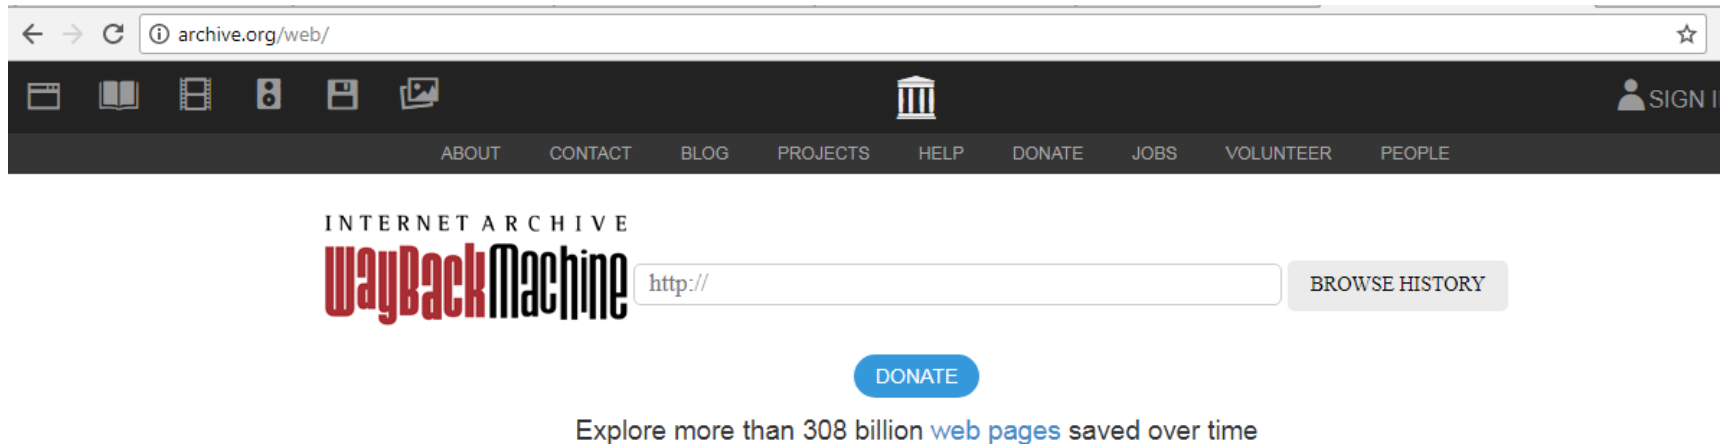 archive.org/web/
SIGN I
ABOUT CONTACT BLOG PROJECTS HELP DONATE JOBS VOLUNTEER PEOPLE
INTERNET ARCHIVE
WayBackMachine
http://
BROWSE HISTORY
DONATE
Explore more than 308 billion web pages saved over time